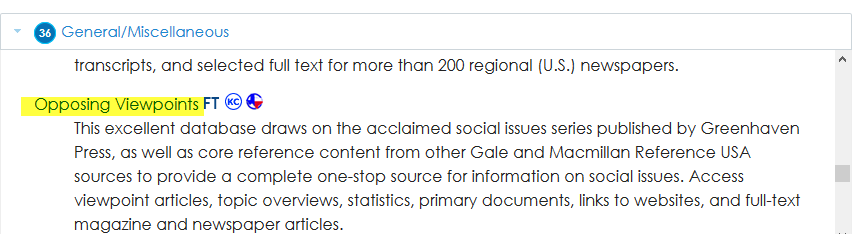 36 General/Miscellaneous
transcripts, and selected full text for more than 200 regional (U.S.) newspapers.
Opposing Viewpoints FT KC
This excellent database draws on the acclaimed social issues series published by Greenhaven
Press, as well as core reference content from other Gale and Macmillan Reference USA
sources to provide a complete one-stop source for information on social issues. Access
viewpoint articles, topic overviews, statistics, primary documents, links to websites, and full-text
magazine and newspaper articles.